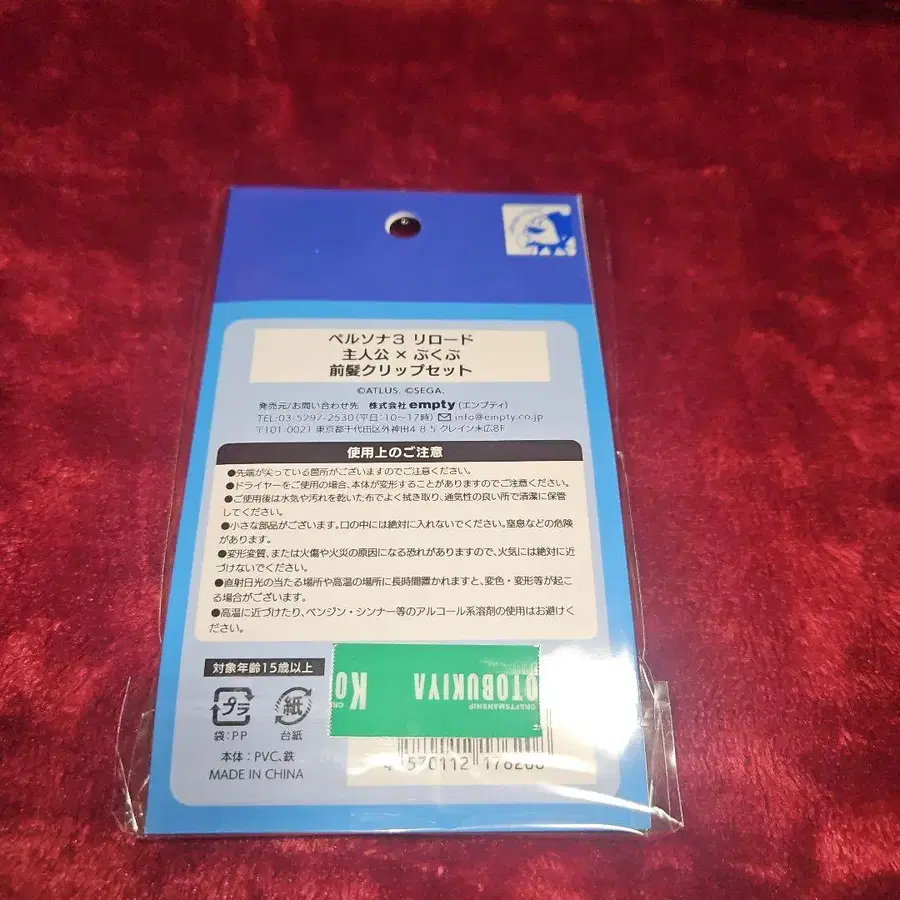 ペルソナ3 リロード
主人公 × ぷくぷ
前髪クリップセット
©ATLUS. ©SEGA.
発売元/お問い合わせ先 株式会社 empty (エンプティ)
TEL:03-5297-2530 (平日:10~17時) info@empty.co.jp
〒101-0021 東京都千代田区外神田4 8 5 クレイン末広8F
使用上のご注意
●先端が尖っている箇所がございますのでご注意ください。
●ドライヤーをご使用の場合、本体が変形することがありますのでご注意ください。
●ご使用後は水気や汚れを乾いた布でよく拭き取り、通気性の良い所で清潔に保管
してください。
●小さな部品がございます。口の中には絶対に入れないでください。窒息などの危険
があります。
●変形変質、または火傷や火災の原因になる恐れがありますので、火気には絶対に近
づけないでください。
●直射日光の当たる場所や高温の場所に長時間置かれますと、変色・変形等が起こ
る場合がございます。
●高温に近づけたり、ベンジン・シンナー等のアルコール系溶剤の使用はお避けくだ
さい。
対象年齢15歳以上
プラ
紙
袋:PP
台紙
本体:PVC、鉄
MADE IN CHINA
KO
OTOBUKIYA
CRAFTSMANSHIP
570112 176200